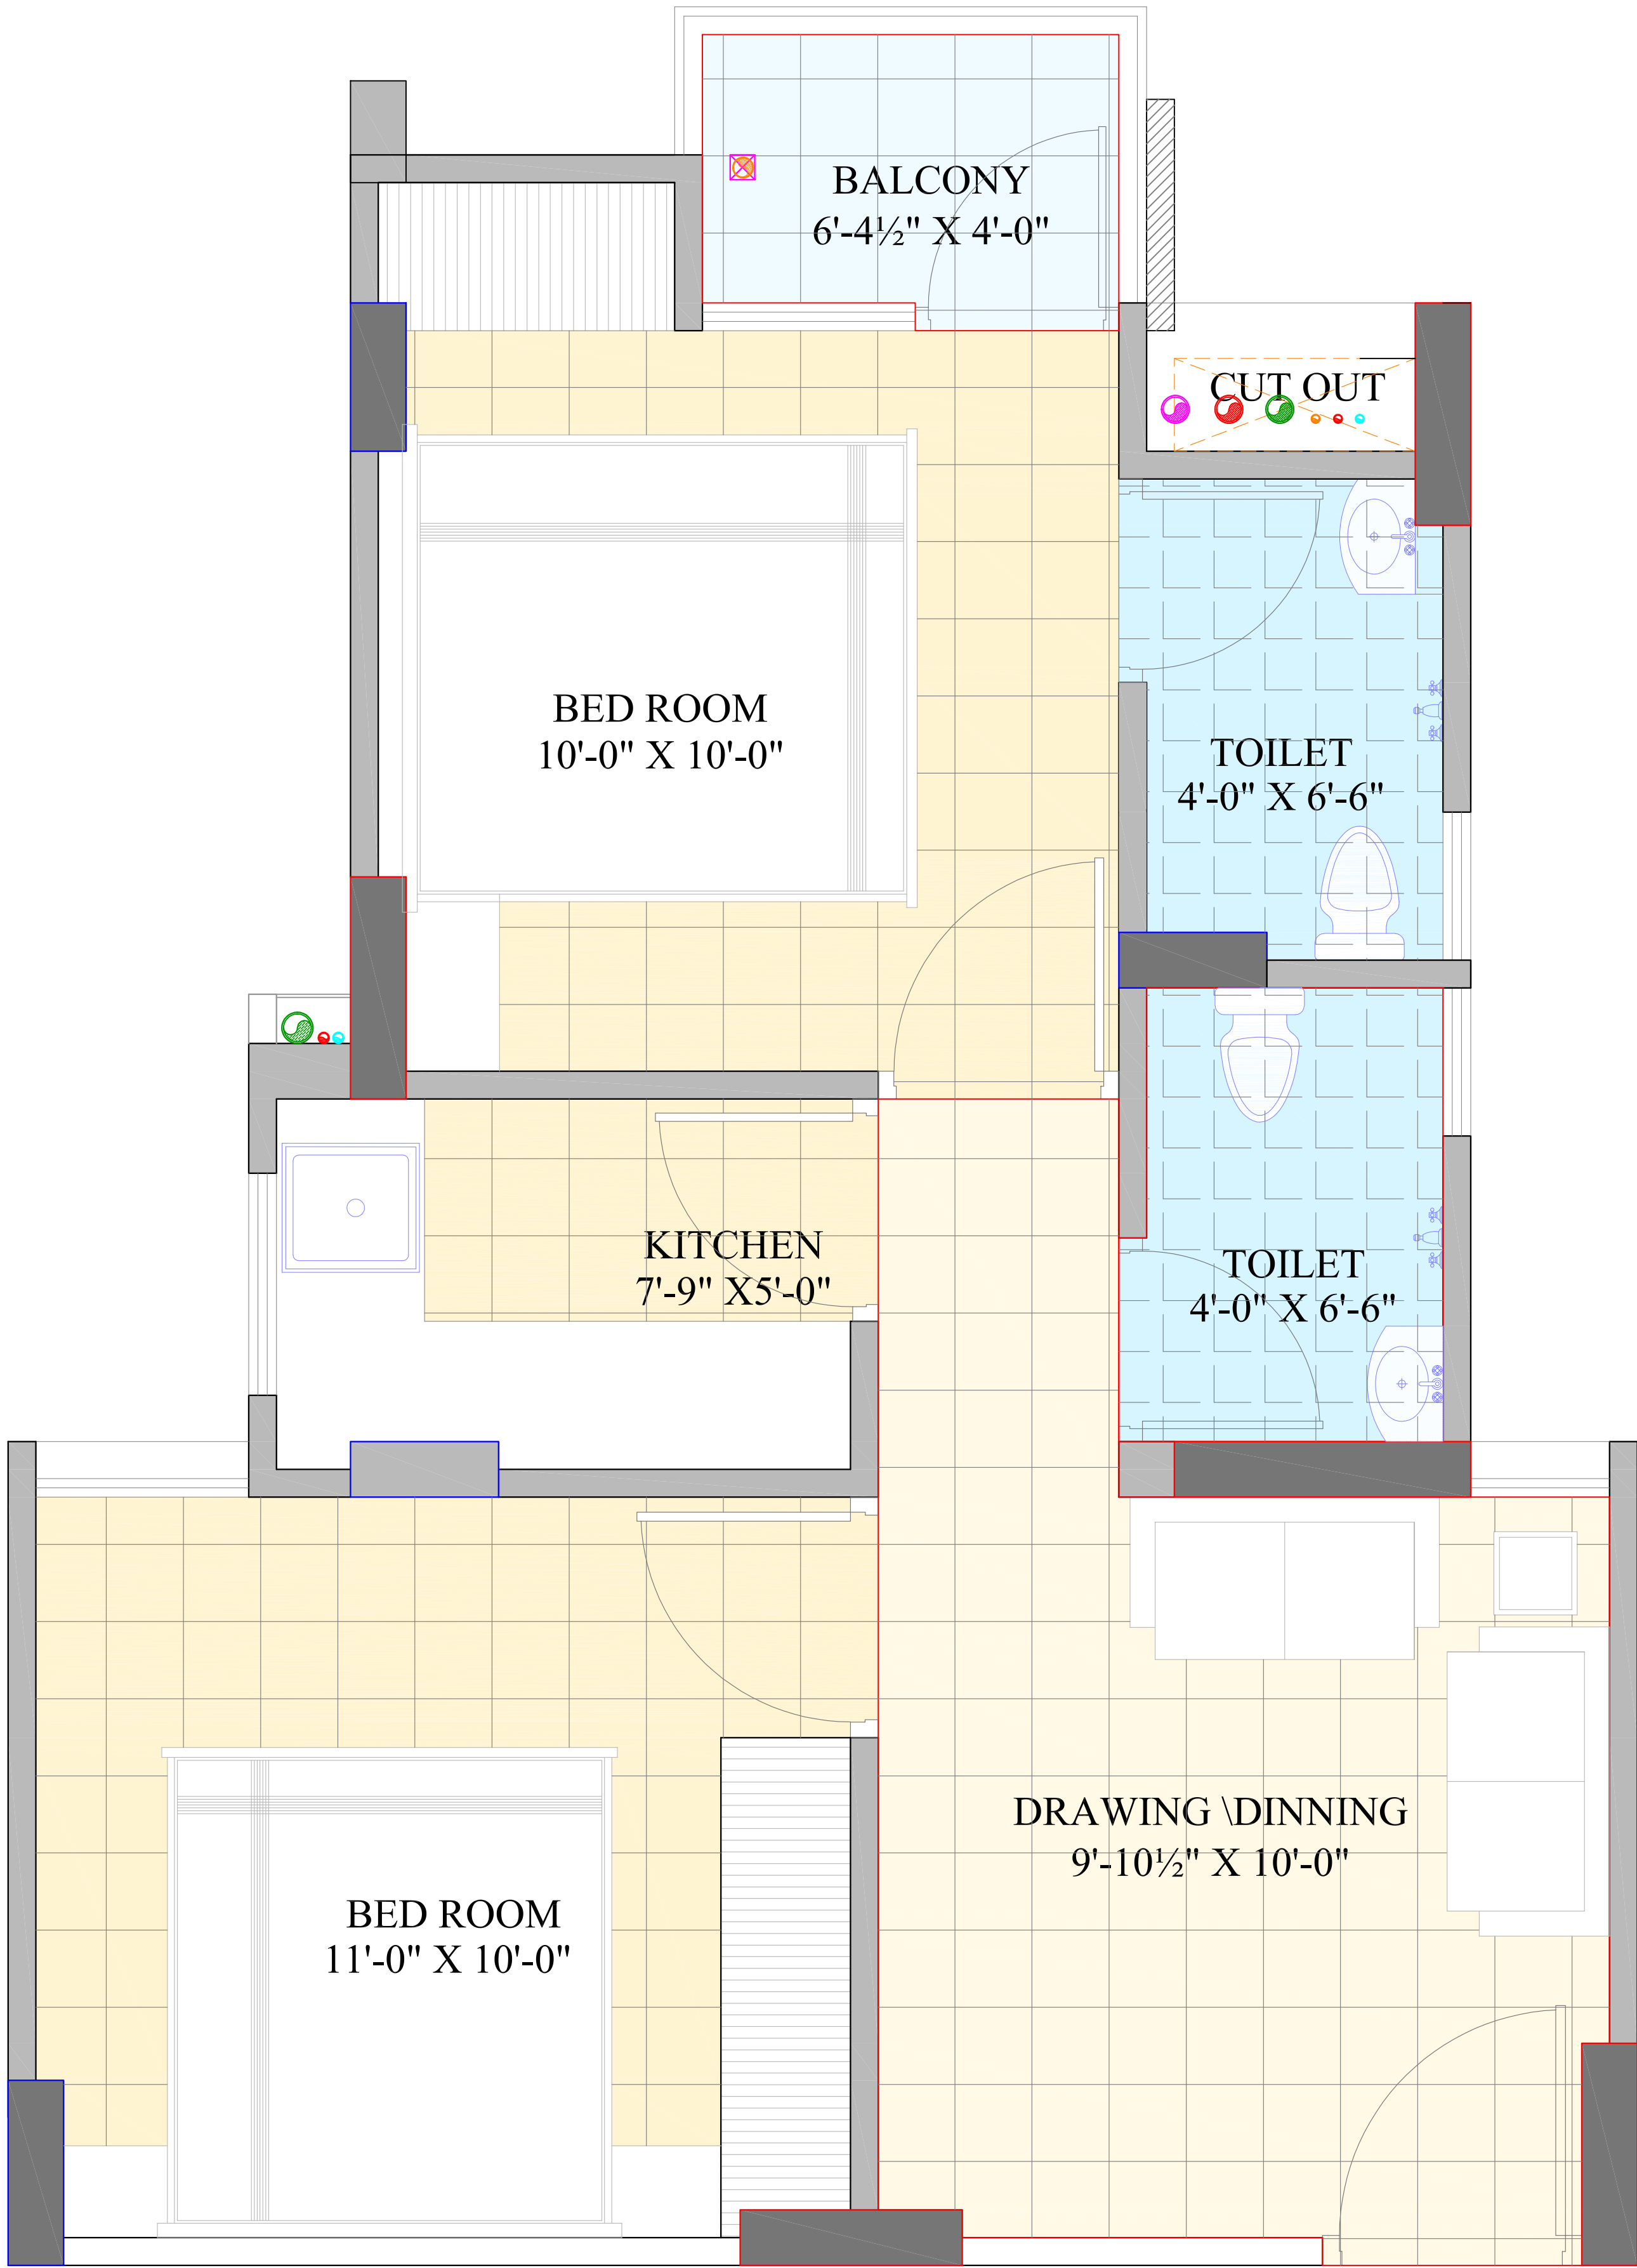 BALCONY
6'-4½" X 4'-0"
CUT OUT
BED ROOM
10'-0" X 10'-0"
TOILET
4'-0" X 6'-6"
KITCHEN
7'-9" X5'-0"
TOILET
4'-0" X 6'-6"
DRAWING \DINNING
9'-10½" X 10'-0"
BED ROOM
11'-0" X 10'-0"